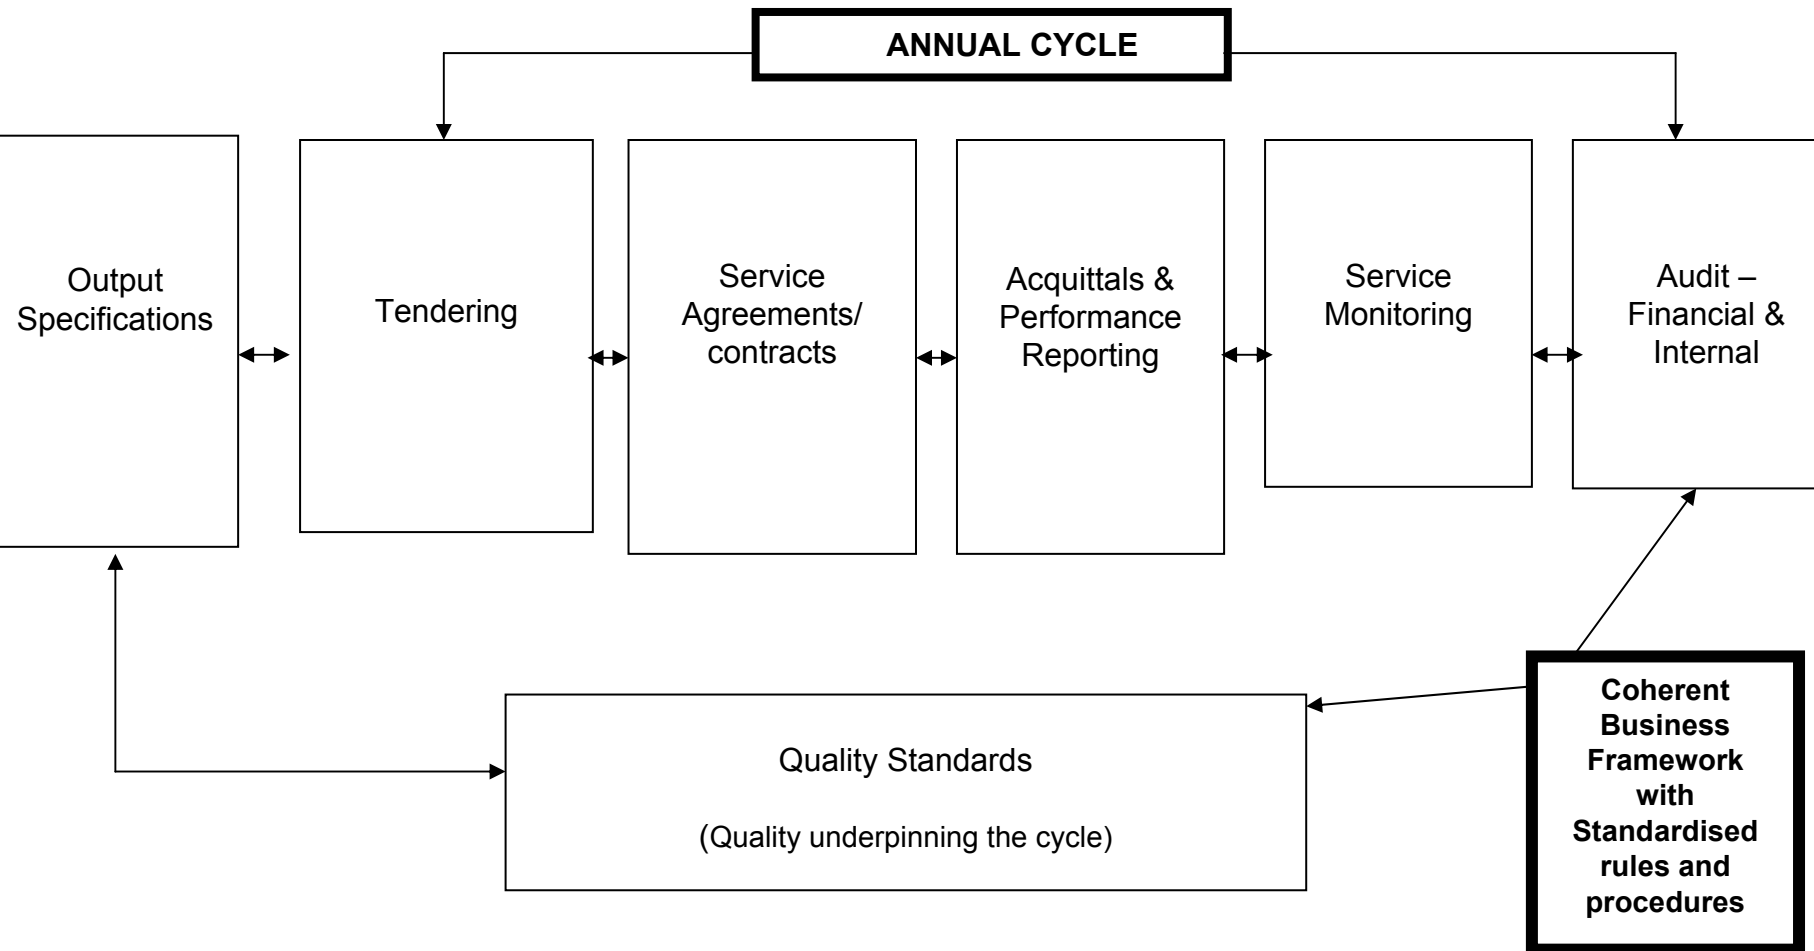 ANNUAL CYCLE
Output
Specifications
Tendering
Service
Agreements/
contracts
Acquittals &
Performance
Reporting
Service
Monitoring
Audit –
Financial &
Internal
Quality Standards
(Quality underpinning the cycle)
Coherent
Business
Framework
with
Standardised
rules and
procedures